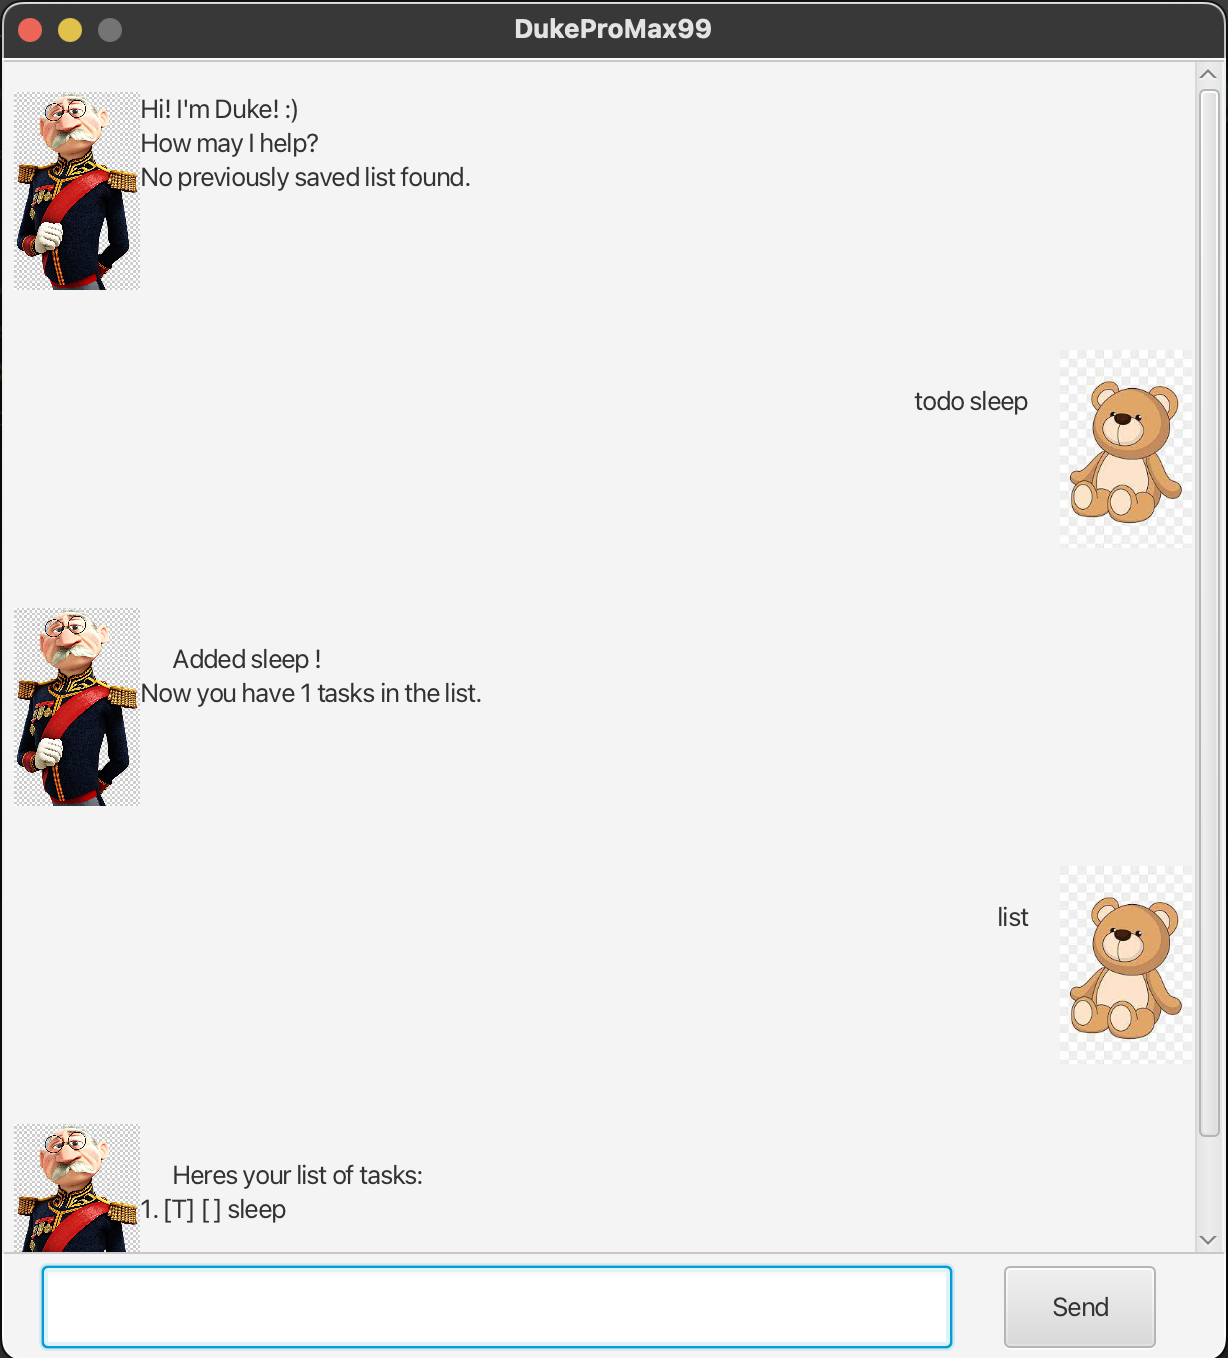 DukeProMax99
Hi! I'm Duke! :)
How may I help?
No previously saved list found.
todo sleep
Added sleep !
Now you have 1 tasks in the list.
list
Heres your list of tasks:
1. [T] [ ] sleep
Send